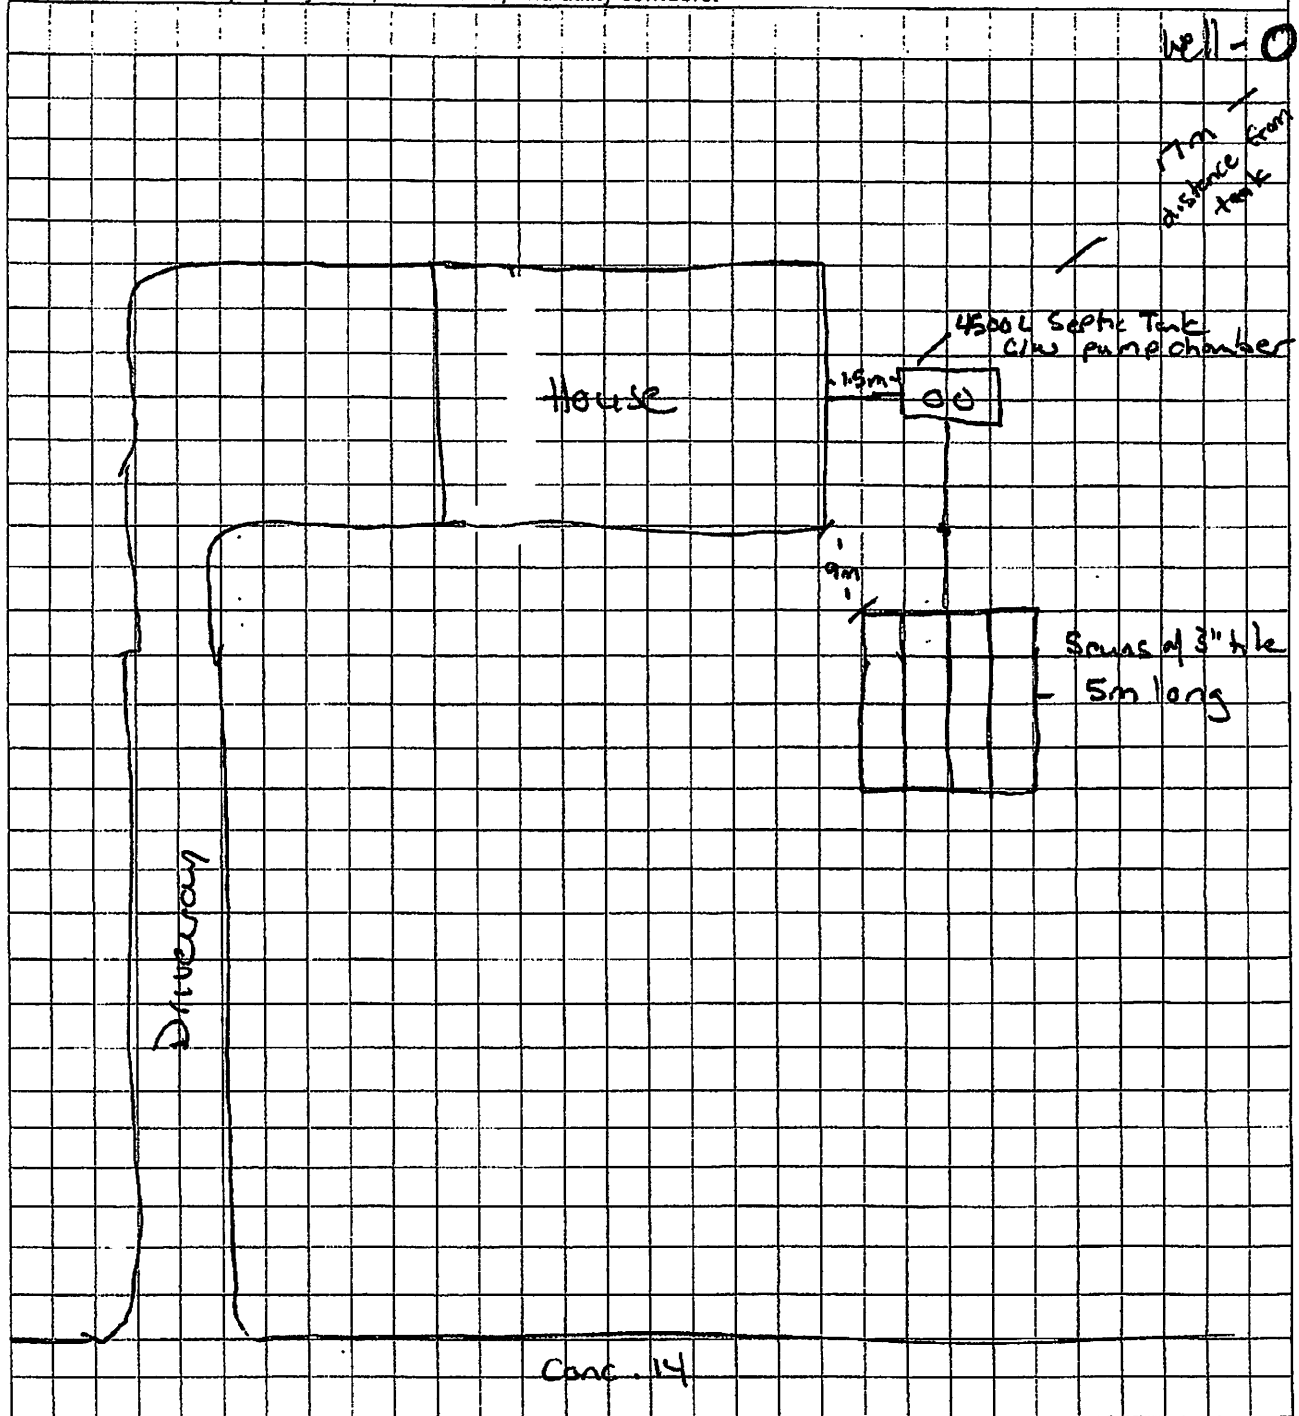 Well - O
17m
distance from
tank
4500L Septic Tank
c/w pump chamber
1.5m
House
9m
5 runs of 3" tile
5m long
Driveway
Conc. 14